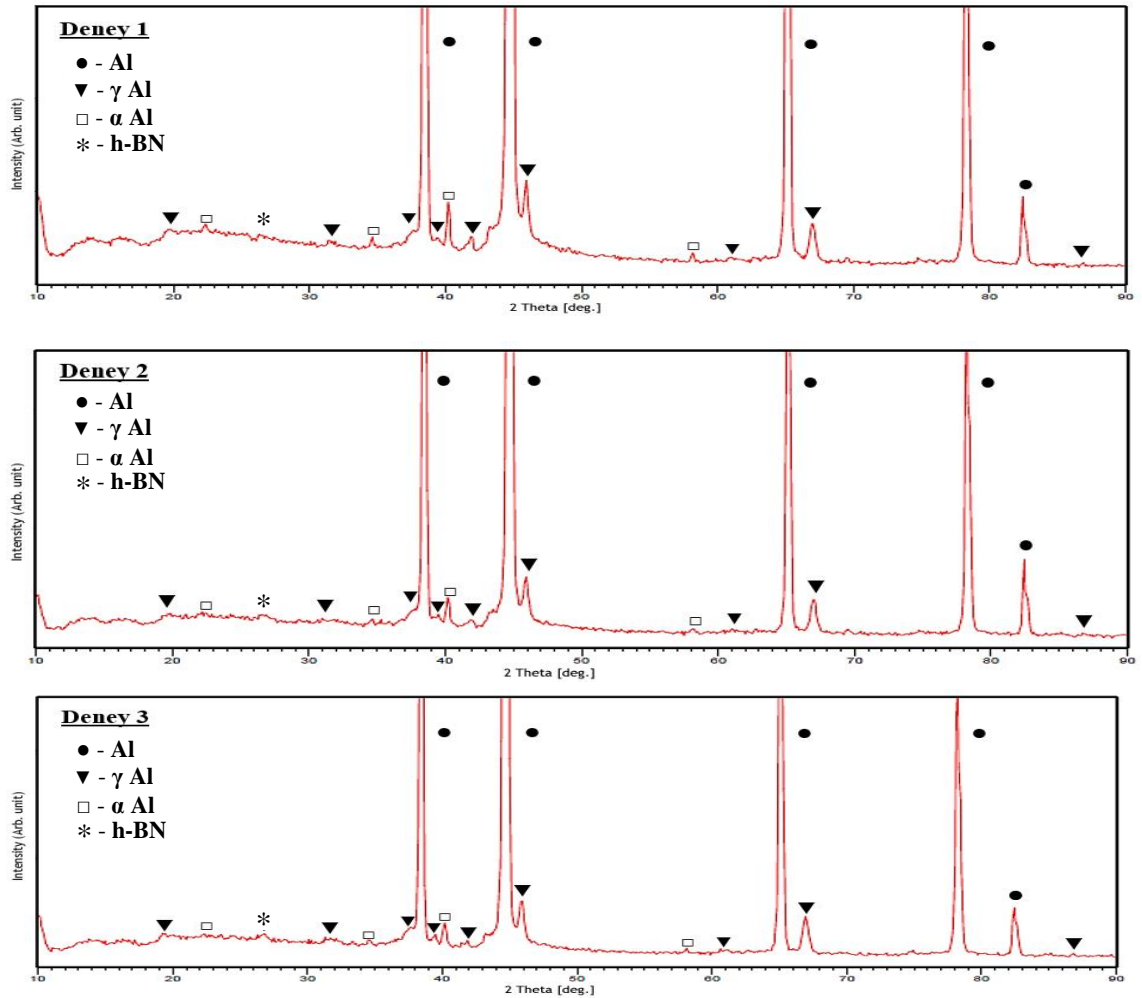 Deney 1
● - Al
▼ - γ Al
□ - α Al
* - h-BN
Intensity (Arb. unit)
10 20 30 40 50 60 70 80 90
2 Theta [deg.]
Deney 2
● - Al
▼ - γ Al
□ - α Al
* - h-BN
Intensity (Arb. unit)
10 20 30 40 50 60 70 80 90
2 Theta [deg.]
Deney 3
● - Al
▼ - γ Al
□ - α Al
* - h-BN
Intensity (Arb. unit)
10 20 30 40 50 60 70 80 90
2 Theta [deg.]